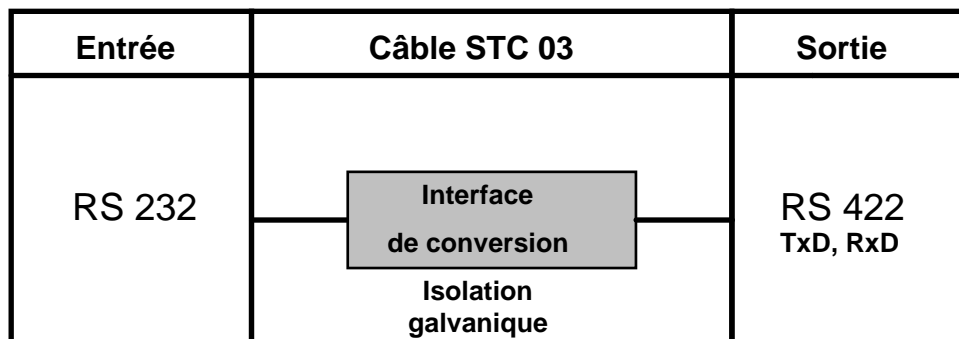 Entrée
Câble STC 03
Sortie
RS 232
Interface
de conversion
Isolation
galvanique
RS 422
TxD, RxD